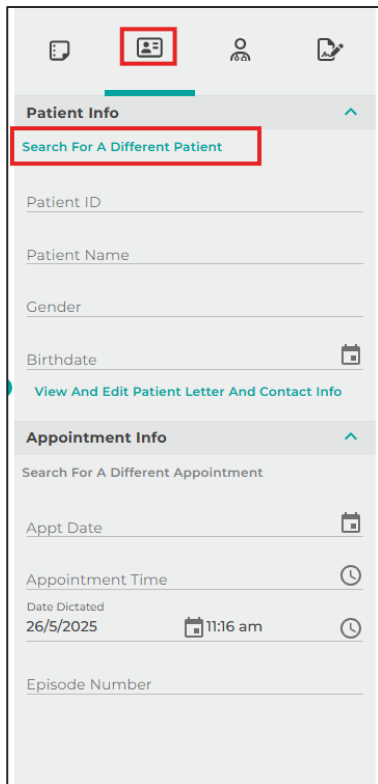 Patient Info
Search For A Different Patient
Patient ID
Patient Name
Gender
Birthdate
View And Edit Patient Letter And Contact Info
Appointment Info
Search For A Different Appointment
Appt Date
Appointment Time
Date Dictated
26/5/2025 11:16 am
Episode Number